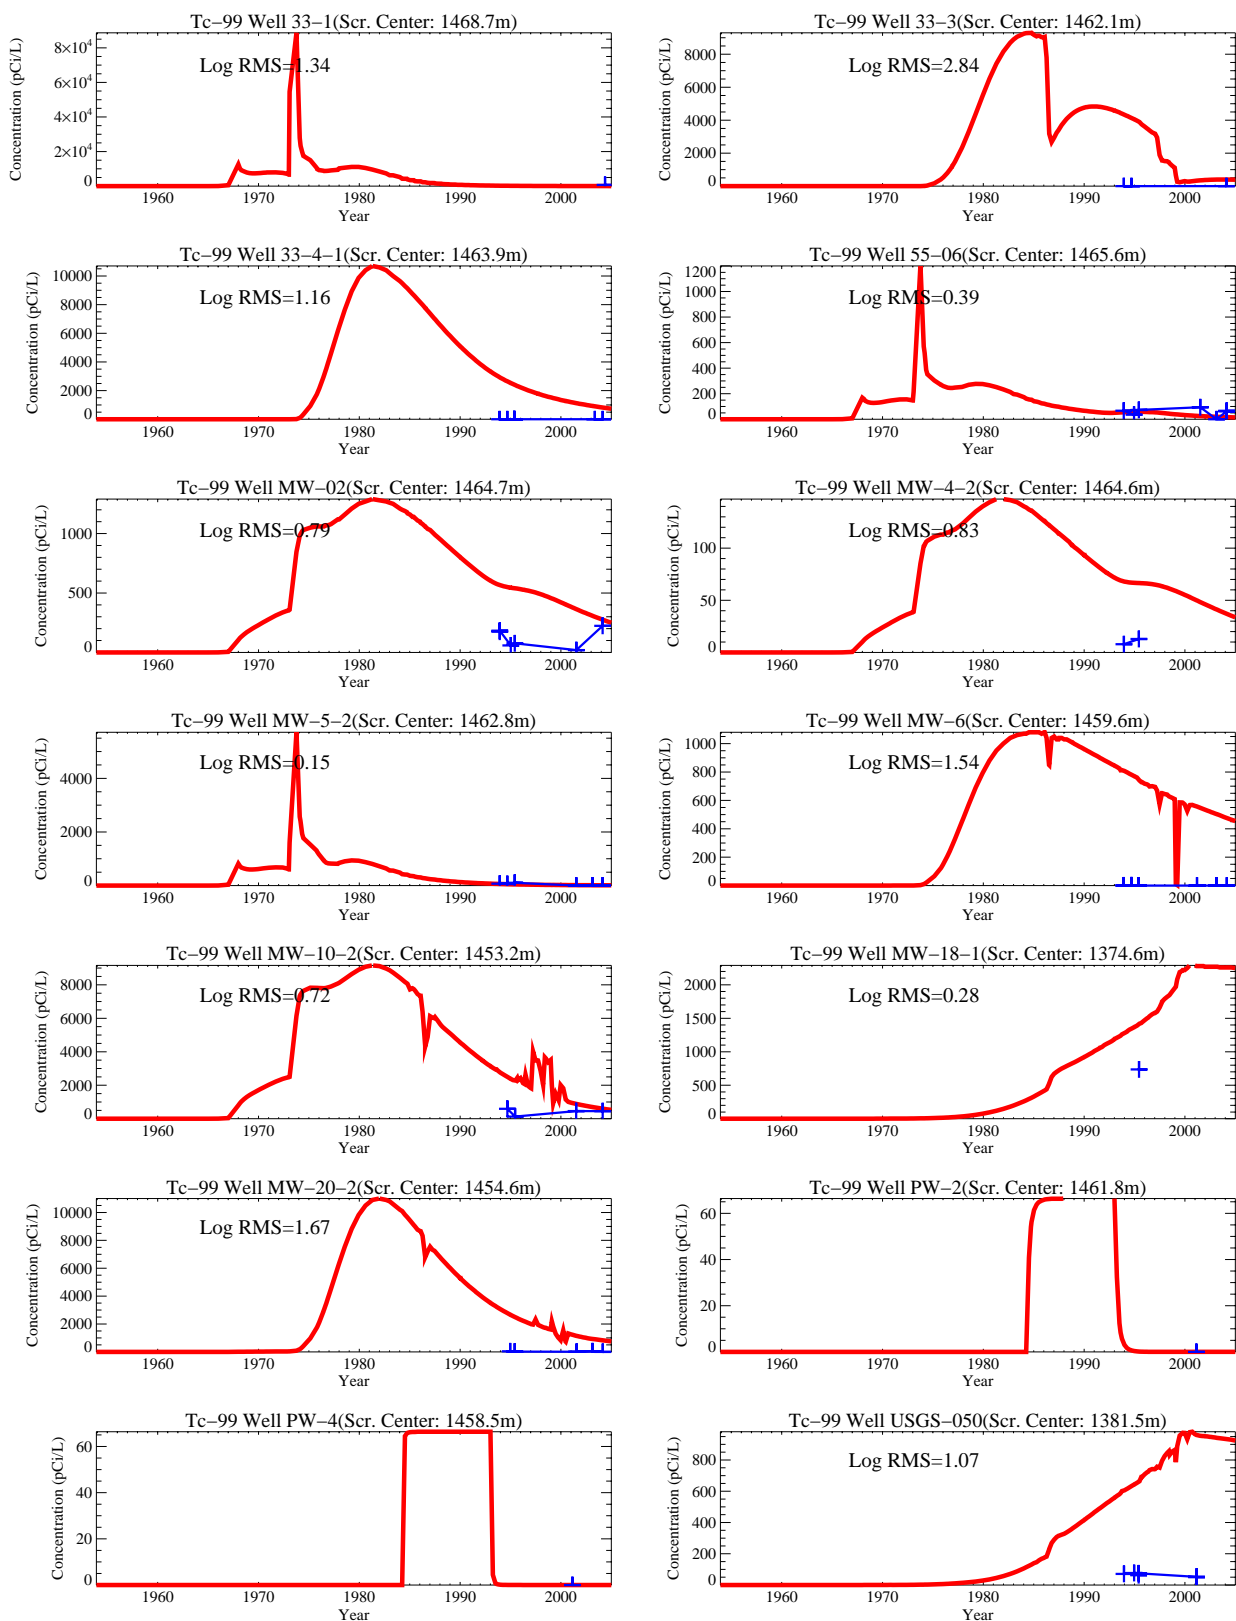 Tc−99 Well 33−1(Scr. Center: 1468.7m)
Log RMS=1.34
Concentration (pCi/L)
8×10⁴
6×10⁴
4×10⁴
2×10⁴
0
1960 1970 1980 1990 2000
Year
Tc−99 Well 33−3(Scr. Center: 1462.1m)
Log RMS=2.84
Concentration (pCi/L)
8000
6000
4000
2000
0
1960 1970 1980 1990 2000
Year
Tc−99 Well 33−4−1(Scr. Center: 1463.9m)
Log RMS=1.16
Concentration (pCi/L)
10000
8000
6000
4000
2000
0
1960 1970 1980 1990 2000
Year
Tc−99 Well 55−06(Scr. Center: 1465.6m)
Log RMS=0.39
Concentration (pCi/L)
1200
1000
800
600
400
200
0
1960 1970 1980 1990 2000
Year
Tc−99 Well MW−02(Scr. Center: 1464.7m)
Log RMS=0.79
Concentration (pCi/L)
1000
500
0
1960 1970 1980 1990 2000
Year
Tc−99 Well MW−4−2(Scr. Center: 1464.6m)
Log RMS=0.83
Concentration (pCi/L)
100
50
0
1960 1970 1980 1990 2000
Year
Tc−99 Well MW−5−2(Scr. Center: 1462.8m)
Log RMS=0.15
Concentration (pCi/L)
4000
2000
0
1960 1970 1980 1990 2000
Year
Tc−99 Well MW−6(Scr. Center: 1459.6m)
Log RMS=1.54
Concentration (pCi/L)
1000
800
600
400
200
0
1960 1970 1980 1990 2000
Year
Tc−99 Well MW−10−2(Scr. Center: 1453.2m)
Log RMS=0.72
Concentration (pCi/L)
8000
6000
4000
2000
0
1960 1970 1980 1990 2000
Year
Tc−99 Well MW−18−1(Scr. Center: 1374.6m)
Log RMS=0.28
Concentration (pCi/L)
2000
1500
1000
500
0
1960 1970 1980 1990 2000
Year
Tc−99 Well MW−20−2(Scr. Center: 1454.6m)
Log RMS=1.67
Concentration (pCi/L)
10000
8000
6000
4000
2000
0
1960 1970 1980 1990 2000
Year
Tc−99 Well PW−2(Scr. Center: 1461.8m)
Concentration (pCi/L)
60
40
20
0
1960 1970 1980 1990 2000
Year
Tc−99 Well PW−4(Scr. Center: 1458.5m)
Concentration (pCi/L)
60
40
20
0
1960 1970 1980 1990 2000
Year
Tc−99 Well USGS−050(Scr. Center: 1381.5m)
Log RMS=1.07
Concentration (pCi/L)
800
600
400
200
0
1960 1970 1980 1990 2000
Year